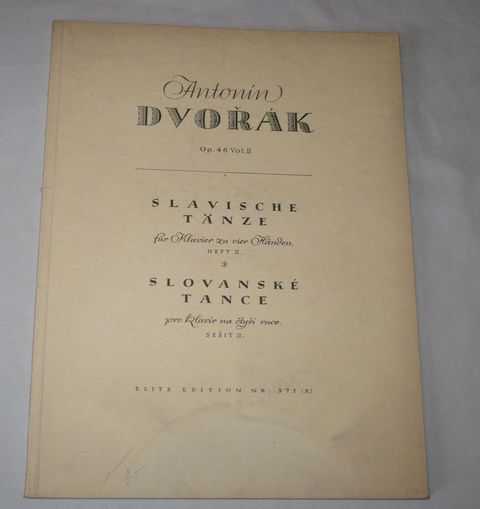 Antonín
DVOŘÁK
Op. 46 Vol. II
SLAVISCHE
TÄNZE
für Klavier zu vier Händen.
HEFT II.
*
SLOVANSKÉ
TANCE
pro klavír na čtyři ruce.
SEŠIT II.
ELITE EDITION NR. 571 (S)